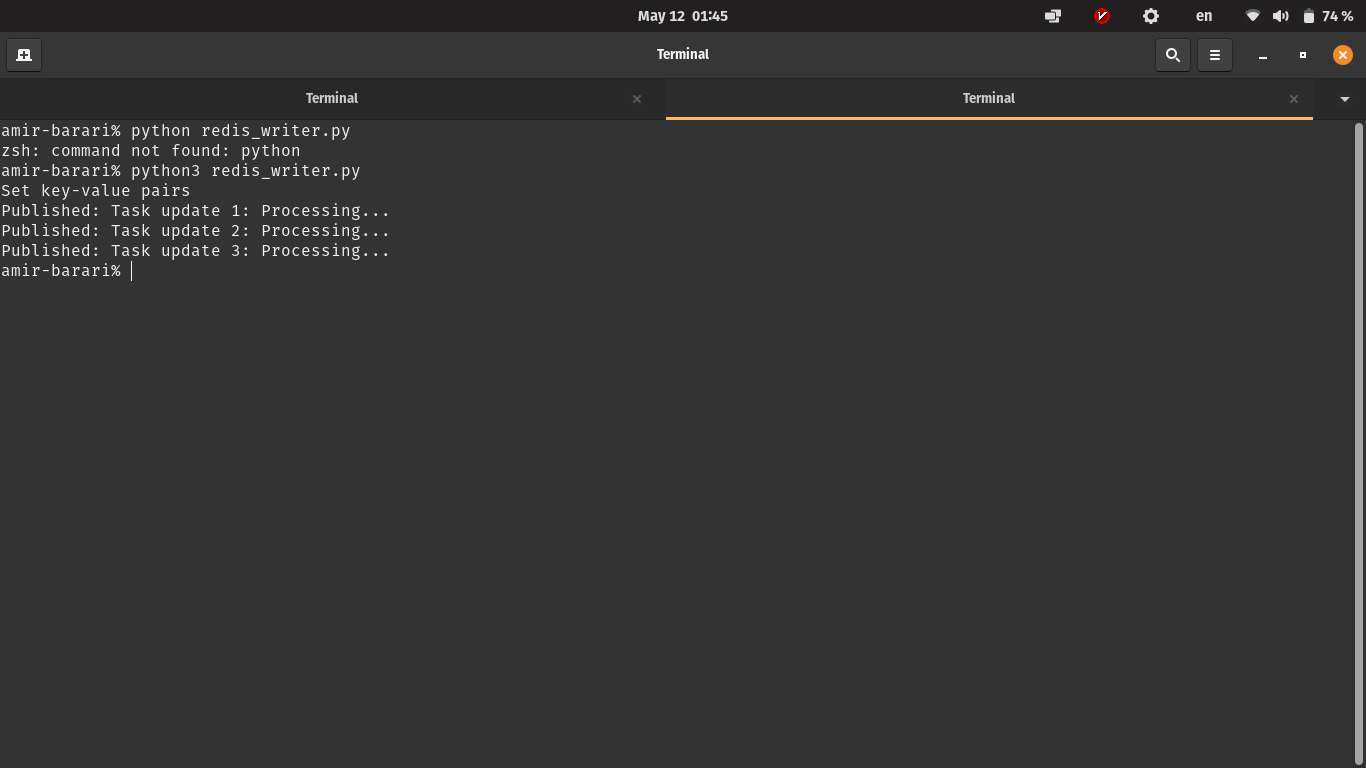 May 12 01:45
en
74 %
Terminal
Terminal
Terminal
amir-barari% python redis_writer.py
zsh: command not found: python
amir-barari% python3 redis_writer.py
Set key-value pairs
Published: Task update 1: Processing...
Published: Task update 2: Processing...
Published: Task update 3: Processing...
amir-barari%